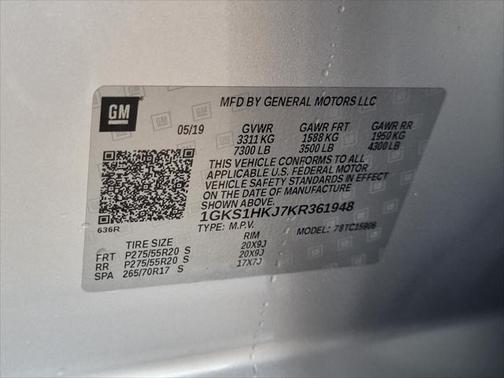 GM
MFD BY GENERAL MOTORS LLC
05/19 GVWR GAWR FRT GAWR RR
3311 KG 1588 KG 1950 KG
7300 LB 3500 LB 4300 LB
THIS VEHICLE CONFORMS TO ALL
APPLICABLE U.S. FEDERAL MOTOR
VEHICLE SAFETY STANDARDS IN EFFECT
ON THE DATE OF MANUFACTURE
SHOWN ABOVE.
1GKS1HKJ7KR361948
636R TYPE: M.P.V. MODEL:
TIRE SIZE RIM
FRT P275/55R20 S 20X9J
RR P275/55R20 S 20X9J
SPA 265/70R17 S 17X7J